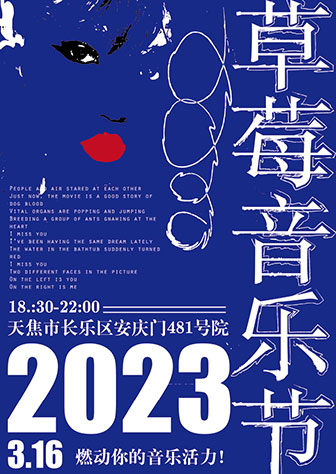 草莓音乐节
PEOPLE AND AIR STARED AT EACH OTHER
JUST NOW, THE MOVIE IS A GOOD STORY OF
DOG BLOOD
VITAL ORGANS ARE POPPING AND JUMPING
BREEDING A GROUP OF ANTS GNAWING AT THE
HEART
I MISS YOU
I'VE BEEN HAVING THE SAME DREAM LATELY
THE WATER IN THE BATHTUB SUDDENLY TURNED
RED
I MISS YOU
TWO DIFFERENT FACES IN THE PICTURE
ON THE LEFT IS YOU
ON THE RIGHT IS ME
18.:30-22:00
天焦市长乐区安庆门481号院
2023
3.16 燃动你的音乐活力!